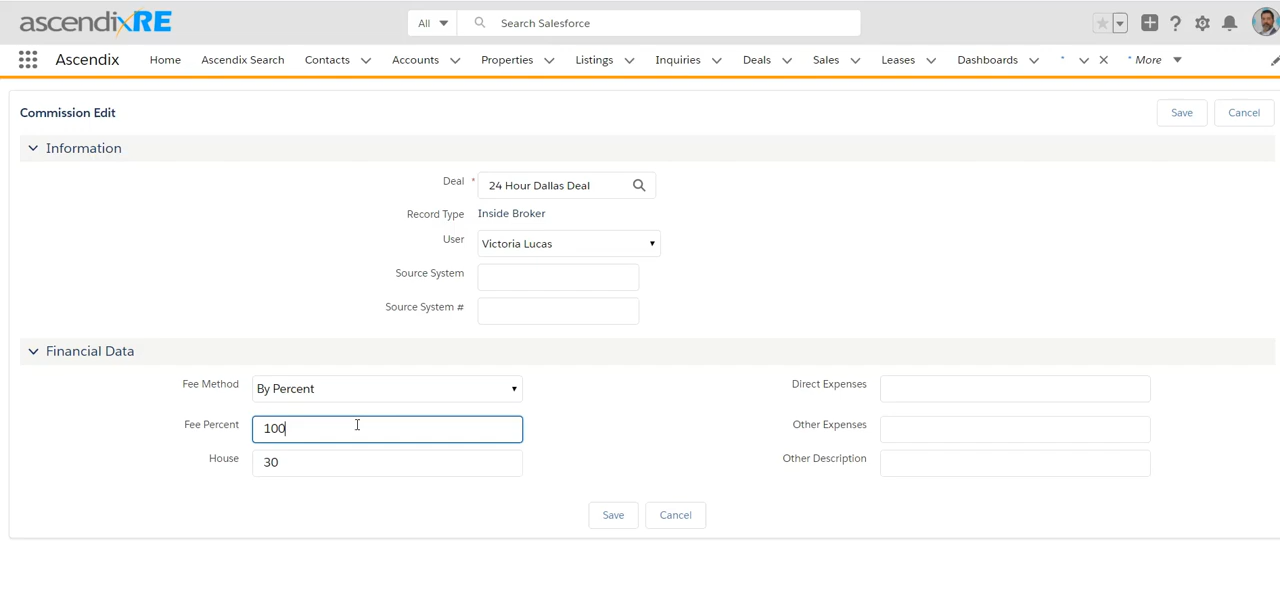 ascendixRE
All Search Salesforce
Ascendix Home Ascendix Search Contacts Accounts Properties Listings Inquiries Deals Sales Leases Dashboards * * More
Commission Edit Save Cancel
Information
Deal * 24 Hour Dallas Deal
Record Type Inside Broker
User Victoria Lucas
Source System
Source System #
Financial Data
Fee Method By Percent Direct Expenses
Fee Percent 100 Other Expenses
House 30 Other Description
Save Cancel